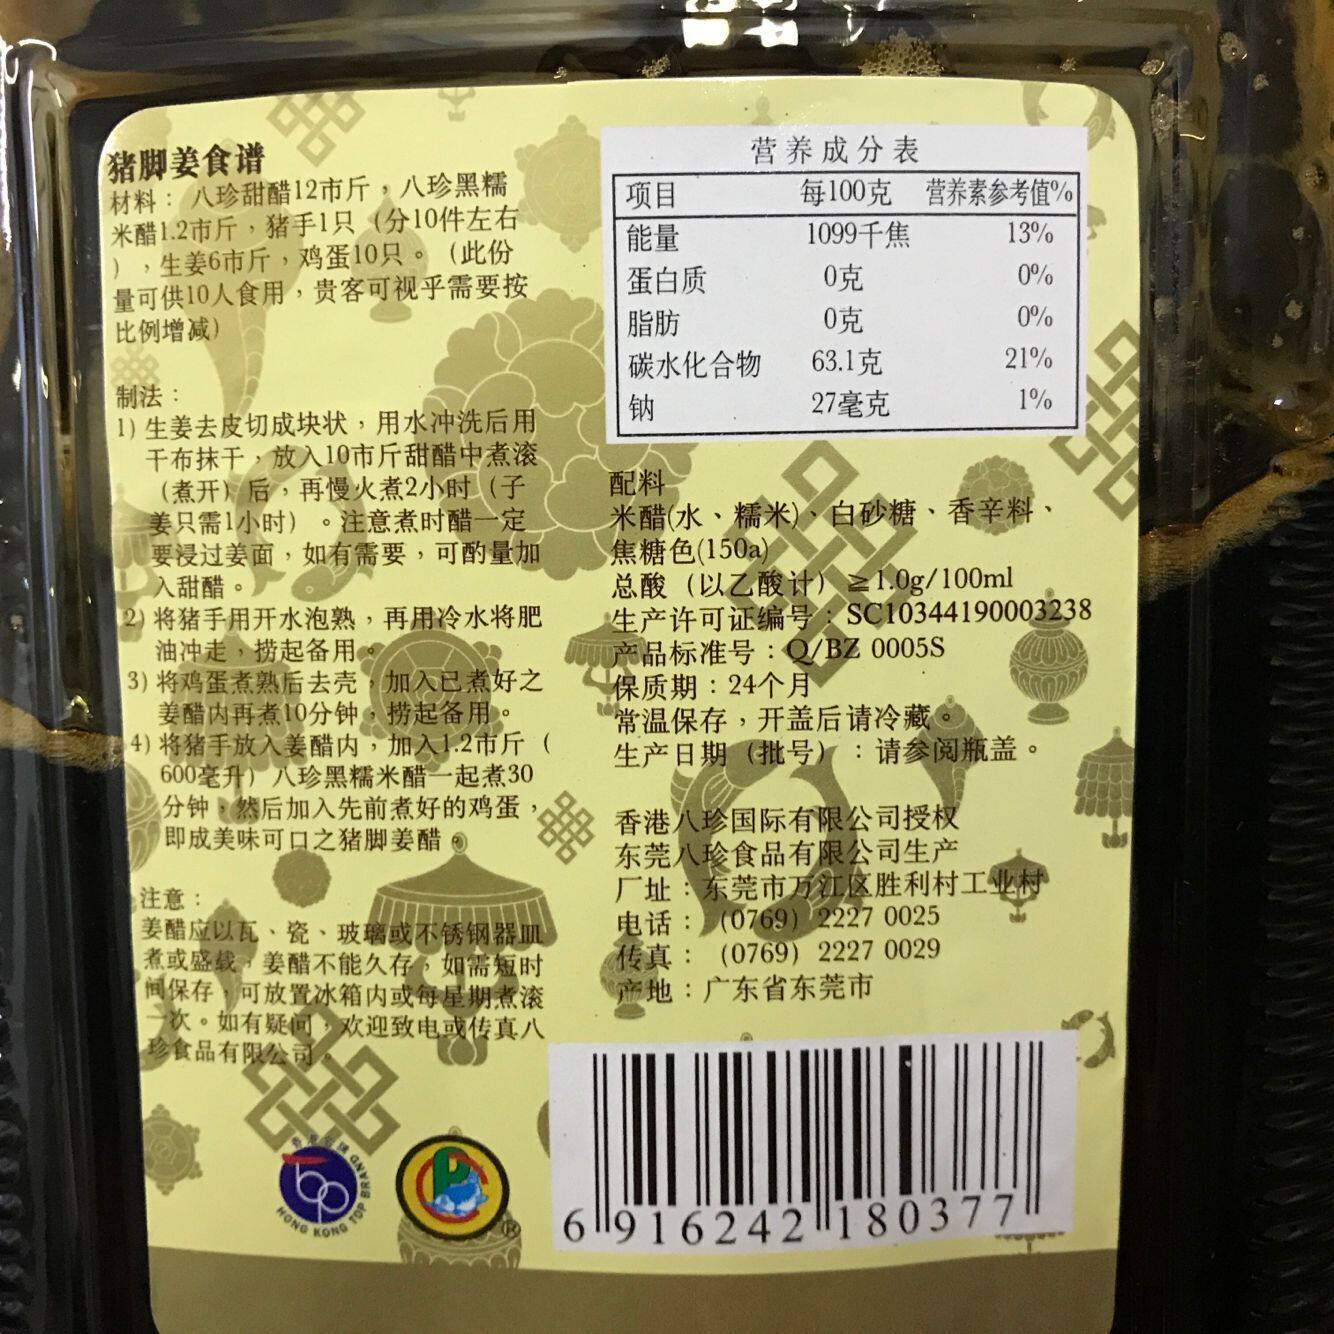 猪脚姜食谱
材料：八珍甜醋12市斤，八珍黑糯
米醋1.2市斤，猪手1只（分10件左右
），生姜6市斤，鸡蛋10只。（此份
量可供10人食用，贵客可视乎需要按
比例增减）
制法：
1）生姜去皮切成块状，用水冲洗后用
干布抹干，放入10市斤甜醋中煮滚
（煮开）后，再慢火煮2小时（子
姜只需1小时）。注意煮时醋一定
要浸过姜面，如有需要，可酌量加
入甜醋。
2）将猪手用开水泡熟，再用冷水将肥
油冲走，捞起备用。
3）将鸡蛋煮熟后去壳，加入已煮好之
姜醋内再煮10分钟，捞起备用。
4）将猪手放入姜醋内，加入1.2市斤（
600毫升）八珍黑糯米醋一起煮30
分钟，然后加入先前煮好的鸡蛋，
即成美味可口之猪脚姜醋。
注意：
姜醋应以瓦、瓷、玻璃或不锈钢器皿
煮或盛载，姜醋不能久存，如需短时
间保存，可放置冰箱内或每星期煮滚
一次。如有疑问，欢迎致电或传真八
珍食品有限公司。
HONG KONG TOP BRAND
®
营养成分表
项目 每100克 营养素参考值%
能量 1099千焦 13%
蛋白质 0克 0%
脂肪 0克 0%
碳水化合物 63.1克 21%
钠 27毫克 1%
配料
米醋(水、糯米)、白砂糖、香辛料、
焦糖色(150a)
总酸（以乙酸计）≥1.0g/100ml
生产许可证编号：SC10344190003238
产品标准号：Q/BZ 0005S
保质期：24个月
常温保存，开盖后请冷藏。
生产日期（批号）：请参阅瓶盖。
香港八珍国际有限公司授权
东莞八珍食品有限公司生产
厂址：东莞市万江区胜利村工业村
电话：（0769）2227 0025
传真：（0769）2227 0029
产地：广东省东莞市
6 916242 180377